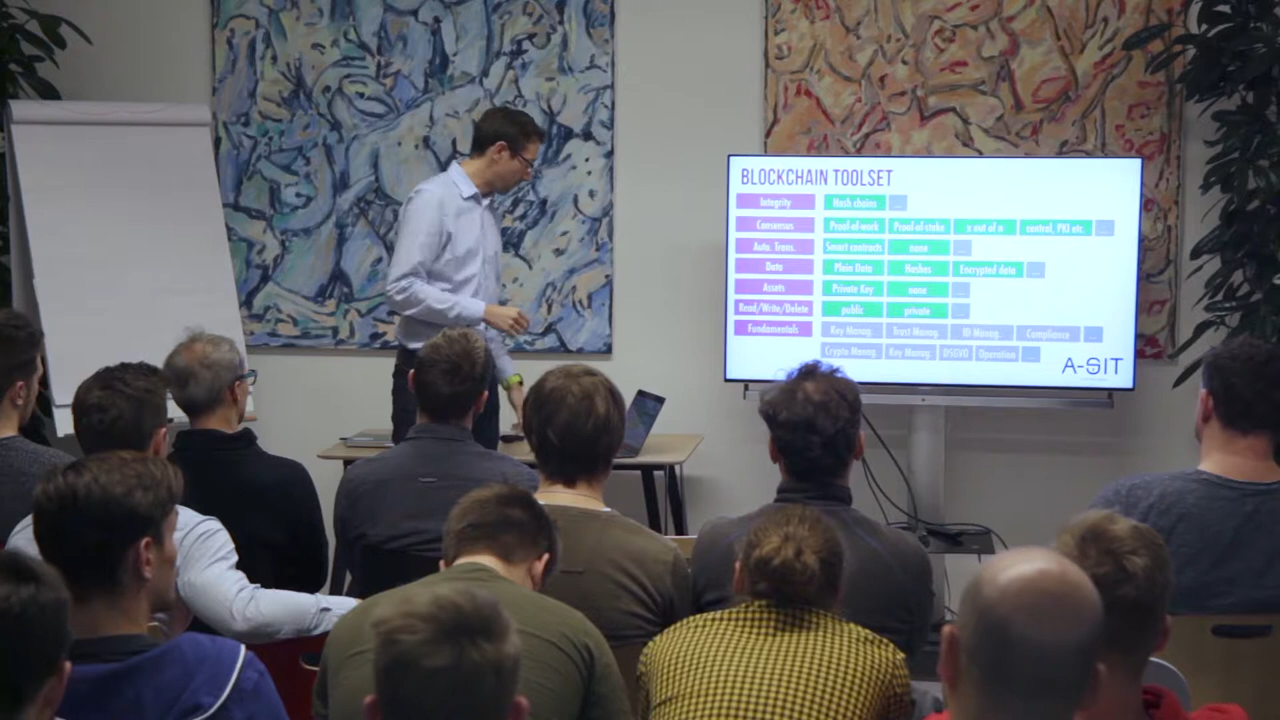 BLOCKCHAIN TOOLSET
Integrity Hash chains ...
Consensus Proof-of-work Proof-of-stake x out of n central, PKI etc. ...
Auto. Trans. Smart contracts none ...
Data Plain Data Hashes Encrypted data ...
Assets Private Key none ...
Read/Write/Delete public private ...
Fundamentals Key Manag. Trust Manag. ID Manag. Compliance ...
Crypto Manag Key Manag. DSGVO Operation ...
A-SIT